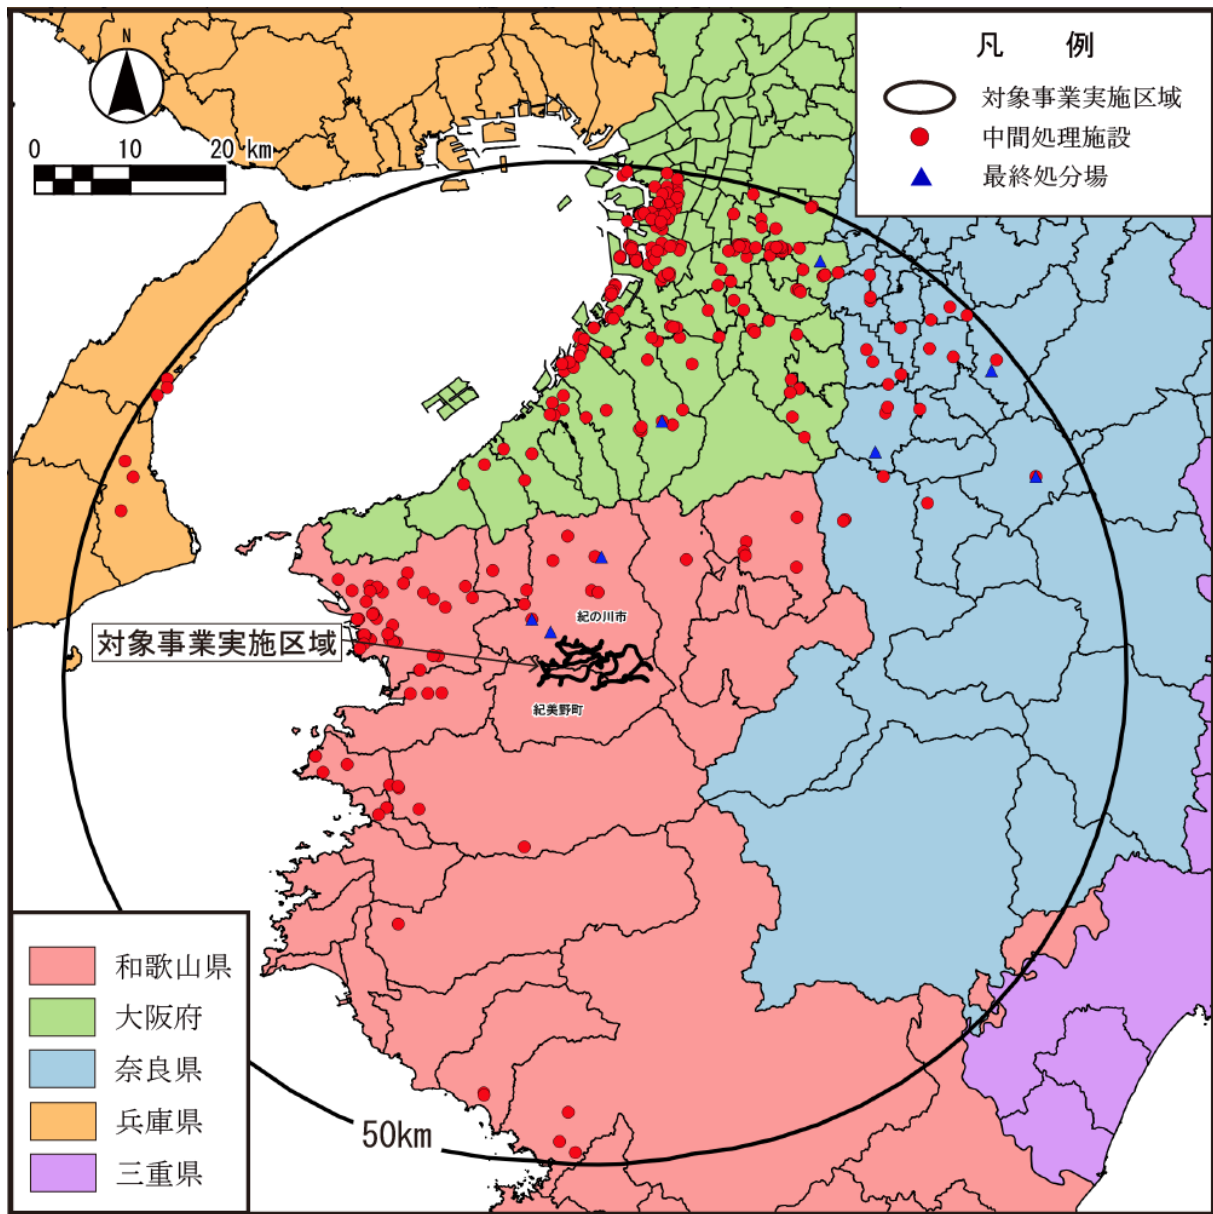 N
0 10 20 km
凡 例
対象事業実施区域
中間処理施設
最終処分場
紀の川市
対象事業実施区域
紀美野町
50km
和歌山県
大阪府
奈良県
兵庫県
三重県